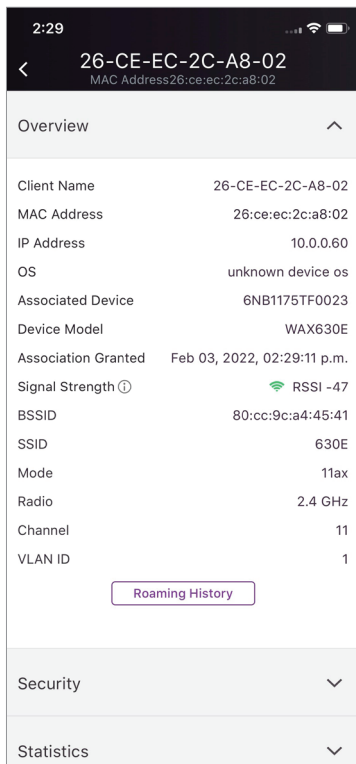 2:29
26-CE-EC-2C-A8-02
MAC Address26:ce:ec:2c:a8:02
Overview
Client Name 26-CE-EC-2C-A8-02
MAC Address 26:ce:ec:2c:a8:02
IP Address 10.0.0.60
OS unknown device os
Associated Device 6NB1175TF0023
Device Model WAX630E
Association Granted Feb 03, 2022, 02:29:11 p.m.
Signal Strength RSSI -47
BSSID 80:cc:9c:a4:45:41
SSID 630E
Mode 11ax
Radio 2.4 GHz
Channel 11
VLAN ID 1
Roaming History
Security
Statistics